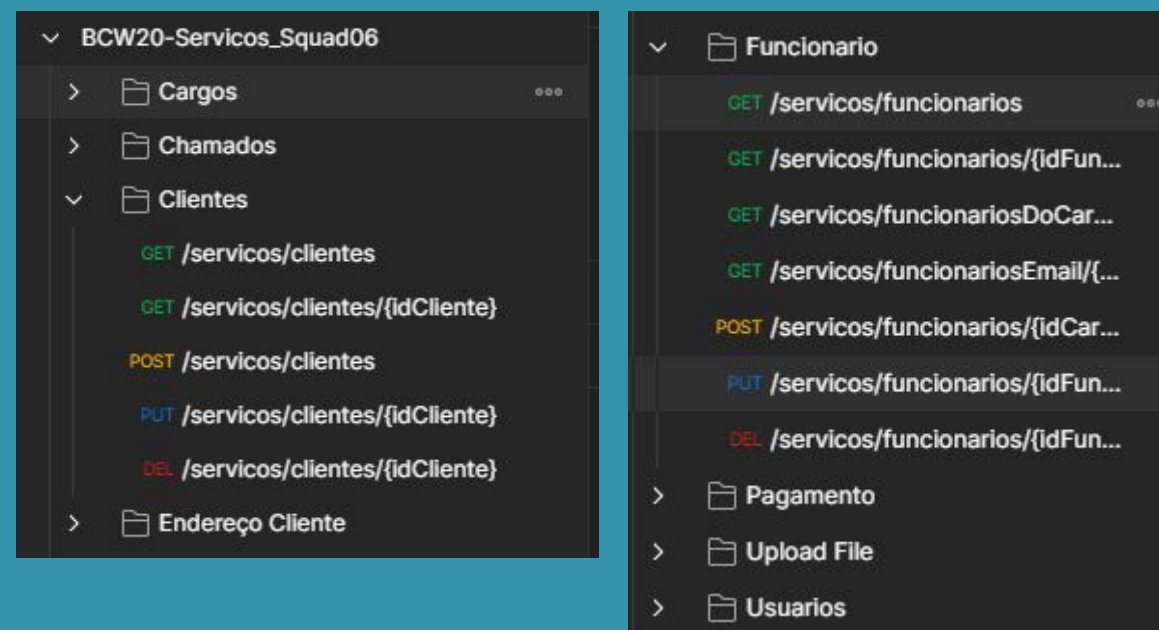 BCW20-Servicos_Squad06
Cargos
Chamados
Clientes
GET /servicos/clientes
GET /servicos/clientes/{idCliente}
POST /servicos/clientes
PUT /servicos/clientes/{idCliente}
DEL /servicos/clientes/{idCliente}
Endereço Cliente
Funcionario
GET /servicos/funcionarios
GET /servicos/funcionarios/{idFun...
GET /servicos/funcionariosDoCar...
GET /servicos/funcionariosEmail/{...
POST /servicos/funcionarios/{idCar...
PUT /servicos/funcionarios/{idFun...
DEL /servicos/funcionarios/{idFun...
Pagamento
Upload File
Usuarios